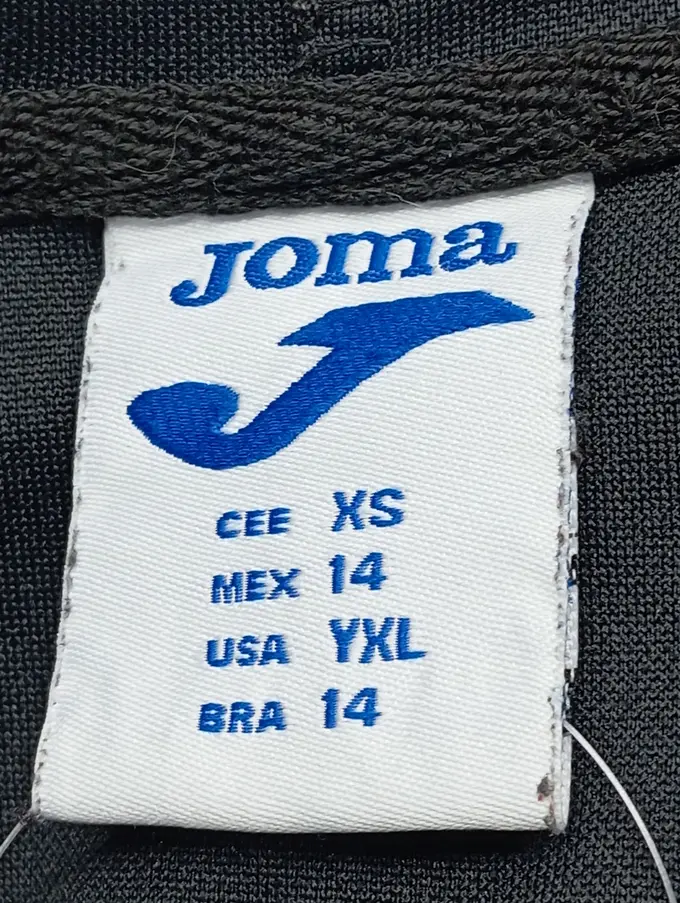 Joma
CEE XS
MEX 14
USA YXL
BRA 14